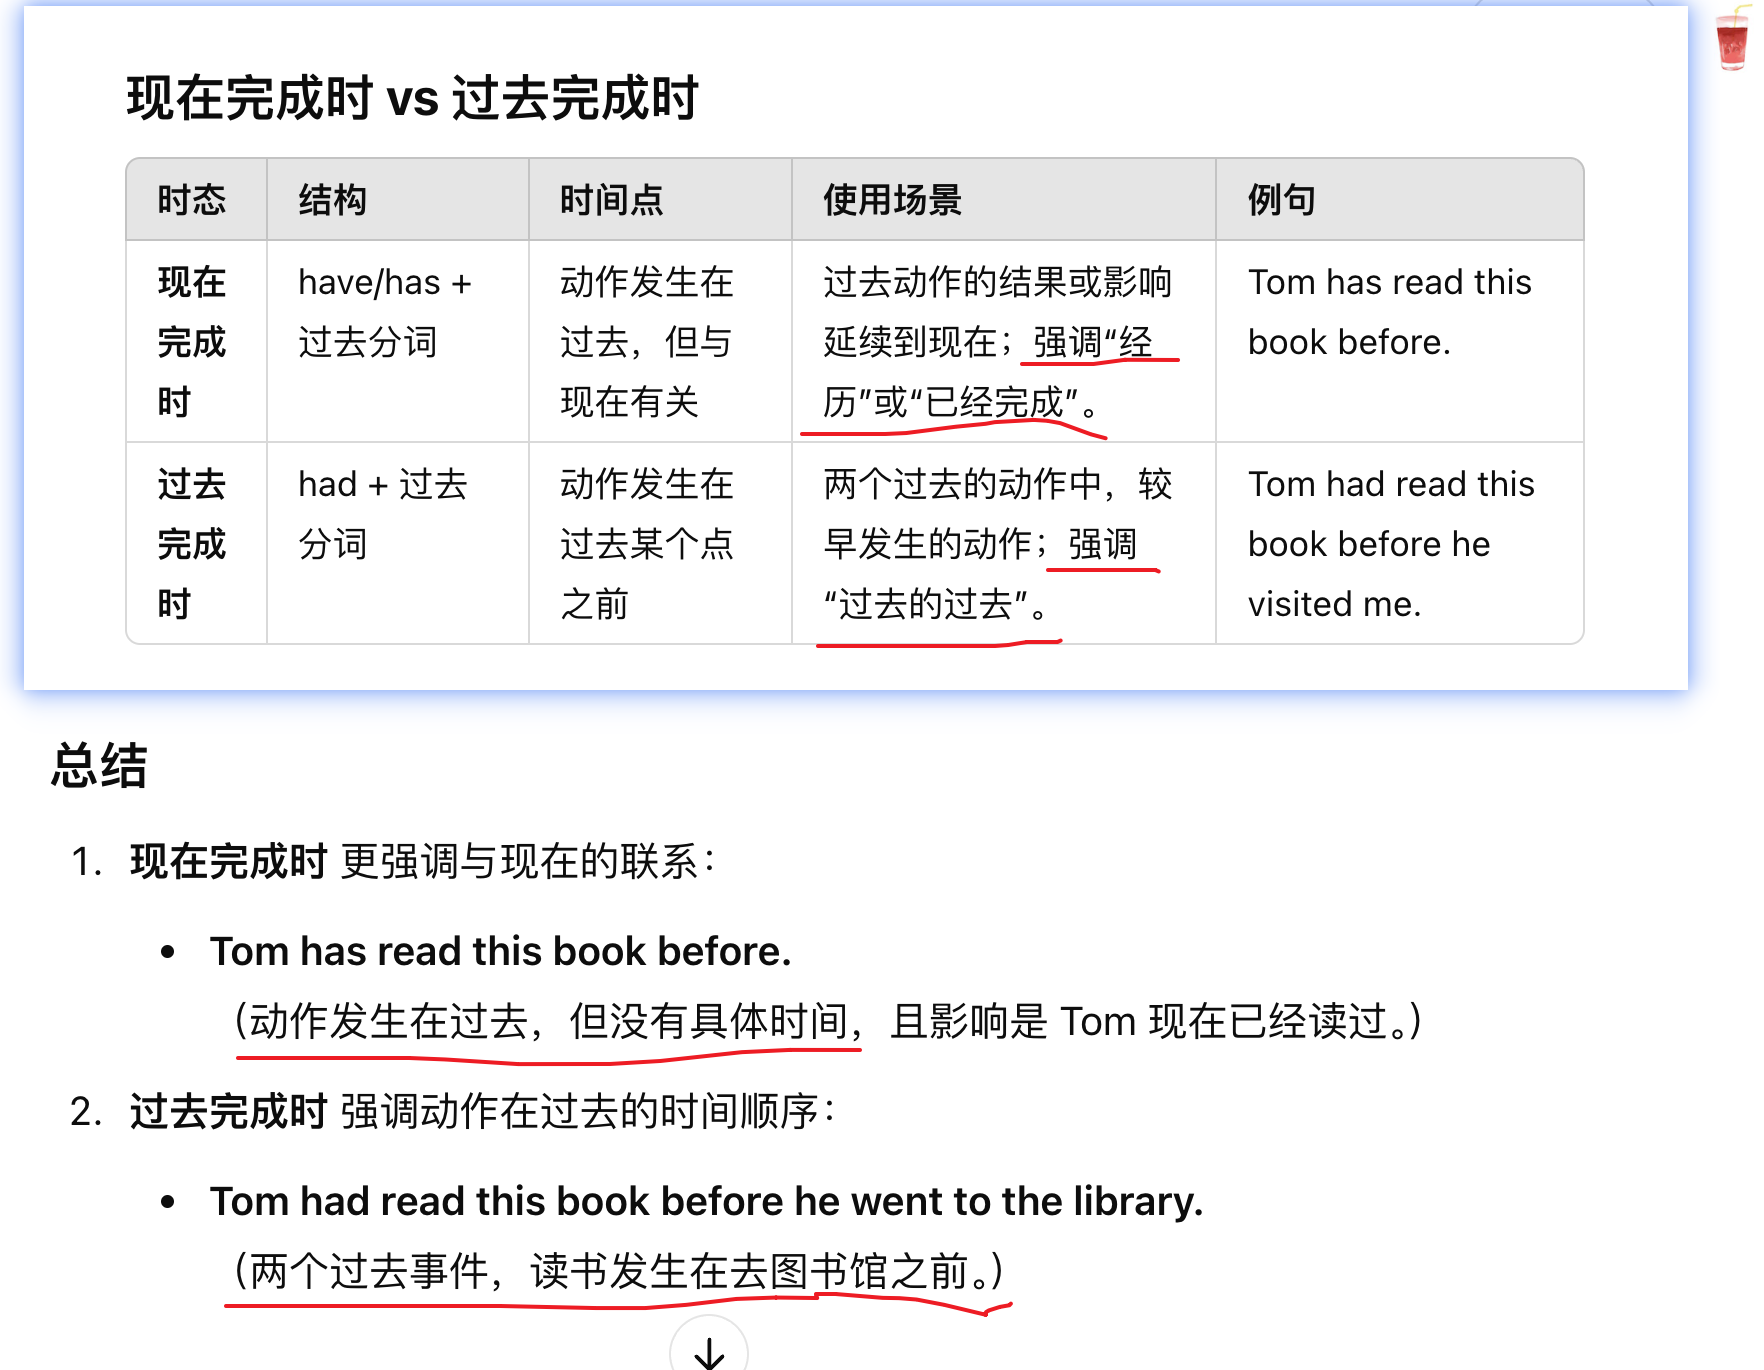 现在完成时 vs 过去完成时
时态 结构 时间点 使用场景 例句
现在
完成
时
have/has +
过去分词
动作发生在
过去，但与
现在有关
过去动作的结果或影响
延续到现在；强调“经
历”或“已经完成”。
Tom has read this
book before.
过去
完成
时
had + 过去
分词
动作发生在
过去某个点
之前
两个过去的动作中，较
早发生的动作；强调
“过去的过去”。
Tom had read this
book before he
visited me.
总结
1. 现在完成时 更强调与现在的联系：
• Tom has read this book before.
（动作发生在过去，但没有具体时间，且影响是 Tom 现在已经读过。）
2. 过去完成时 强调动作在过去的时间顺序：
• Tom had read this book before he went to the library.
（两个过去事件，读书发生在去图书馆之前。）